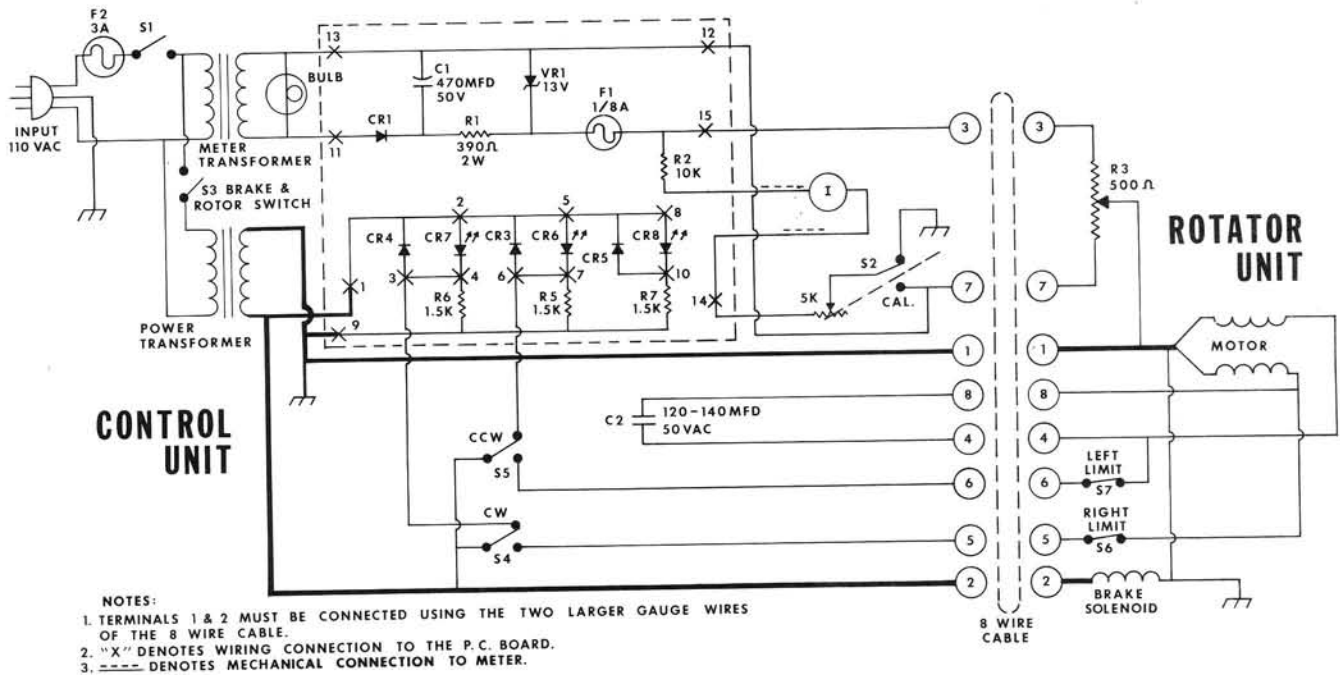 F2
3A
S1
INPUT
110 VAC
METER
TRANSFORMER
BULB
13
11
C1
470MFD
50V
VR1
13V
CR1
R1
390Ω
2W
F1
1/8A
12
15
R2
10K
I
S3 BRAKE &
ROTOR SWITCH
POWER
TRANSFORMER
1
9
2
5
8
CR4
CR7
CR3
CR6
CR5
CR8
3
4
6
7
10
R6
1.5K
R5
1.5K
R7
1.5K
14
5K
S2
CAL.
CONTROL
UNIT
C2
120-140MFD
50VAC
CCW
S5
CW
S4
3
7
1
8
4
6
5
2
3
7
1
8
4
6
5
2
8 WIRE
CABLE
R3
500 Ω
ROTATOR
UNIT
MOTOR
LEFT
LIMIT
S7
RIGHT
LIMIT
S6
BRAKE
SOLENOID
NOTES:
1. TERMINALS 1 & 2 MUST BE CONNECTED USING THE TWO LARGER GAUGE WIRES
OF THE 8 WIRE CABLE.
2. "X" DENOTES WIRING CONNECTION TO THE P.C. BOARD.
3. ---- DENOTES MECHANICAL CONNECTION TO METER.